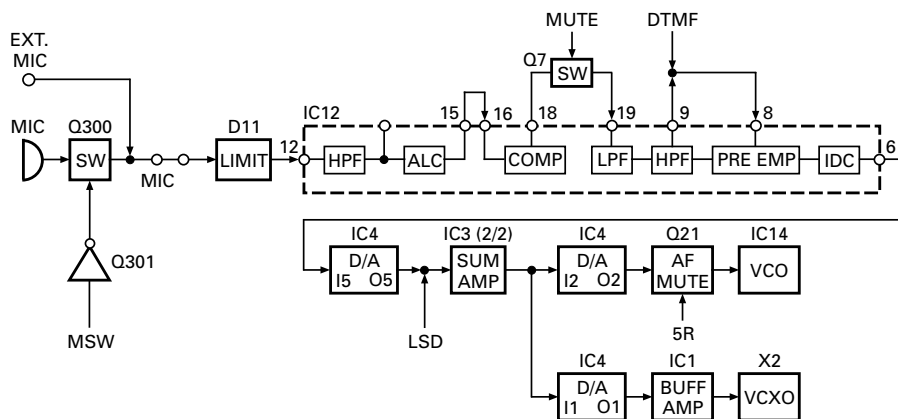 MUTE
DTMF
EXT.
MIC
Q7
SW
MIC
Q300
SW
MIC
D11
LIMIT
12
IC12
15
16
18
19
9
8
6
HPF
ALC
COMP
LPF
HPF
PRE EMP
IDC
Q301
MSW
IC4
D/A
I5 O5
LSD
IC3 (2/2)
SUM
AMP
IC4
D/A
I2 O2
Q21
AF
MUTE
5R
IC14
VCO
IC4
D/A
I1 O1
IC1
BUFF
AMP
X2
VCXO